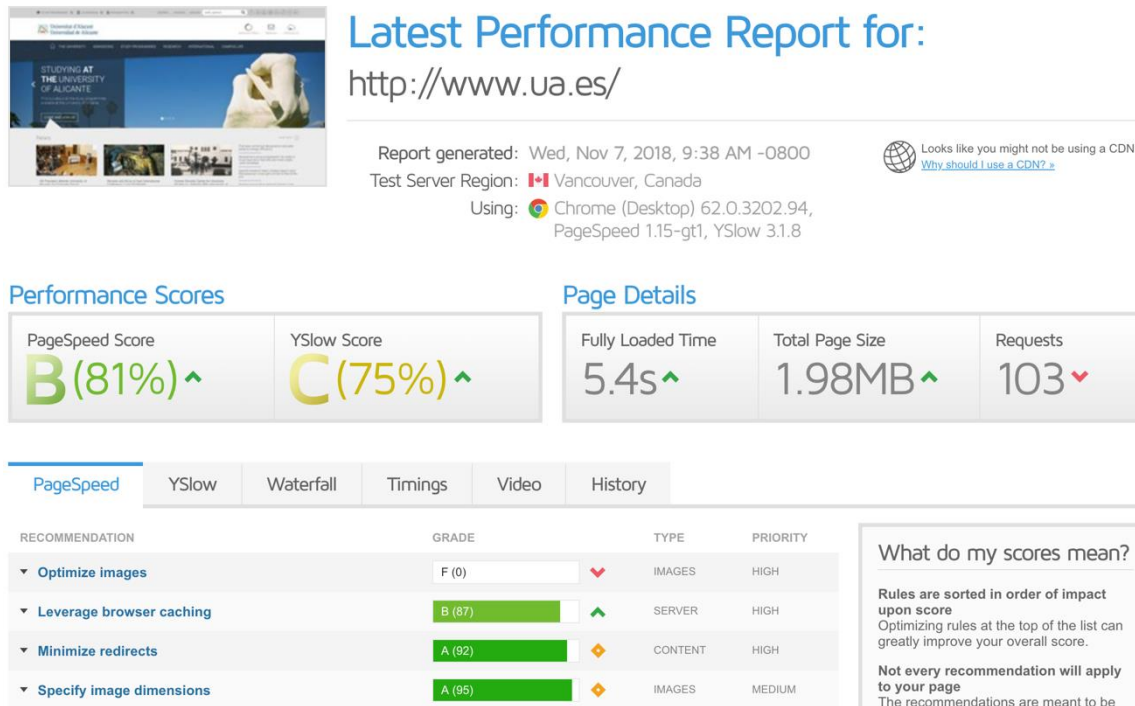 Universitat d'Alacant
Universidad de Alicante
STUDYING AT
THE UNIVERSITY
OF ALICANTE
Latest Performance Report for:
http://www.ua.es/
Report generated: Wed, Nov 7, 2018, 9:38 AM -0800
Test Server Region: Vancouver, Canada
Using: Chrome (Desktop) 62.0.3202.94,
PageSpeed 1.15-gt1, YSlow 3.1.8
Looks like you might not be using a CDN
Why should I use a CDN? »
Performance Scores
PageSpeed Score
B (81%)
YSlow Score
C (75%)
Page Details
Fully Loaded Time
5.4s
Total Page Size
1.98MB
Requests
103
PageSpeed YSlow Waterfall Timings Video History
RECOMMENDATION GRADE TYPE PRIORITY
Optimize images F (0) IMAGES HIGH
Leverage browser caching B (87) SERVER HIGH
Minimize redirects A (92) CONTENT HIGH
Specify image dimensions A (95) IMAGES MEDIUM
What do my scores mean?
Rules are sorted in order of impact
upon score
Optimizing rules at the top of the list can
greatly improve your overall score.
Not every recommendation will apply
to your page
The recommendations are meant to be